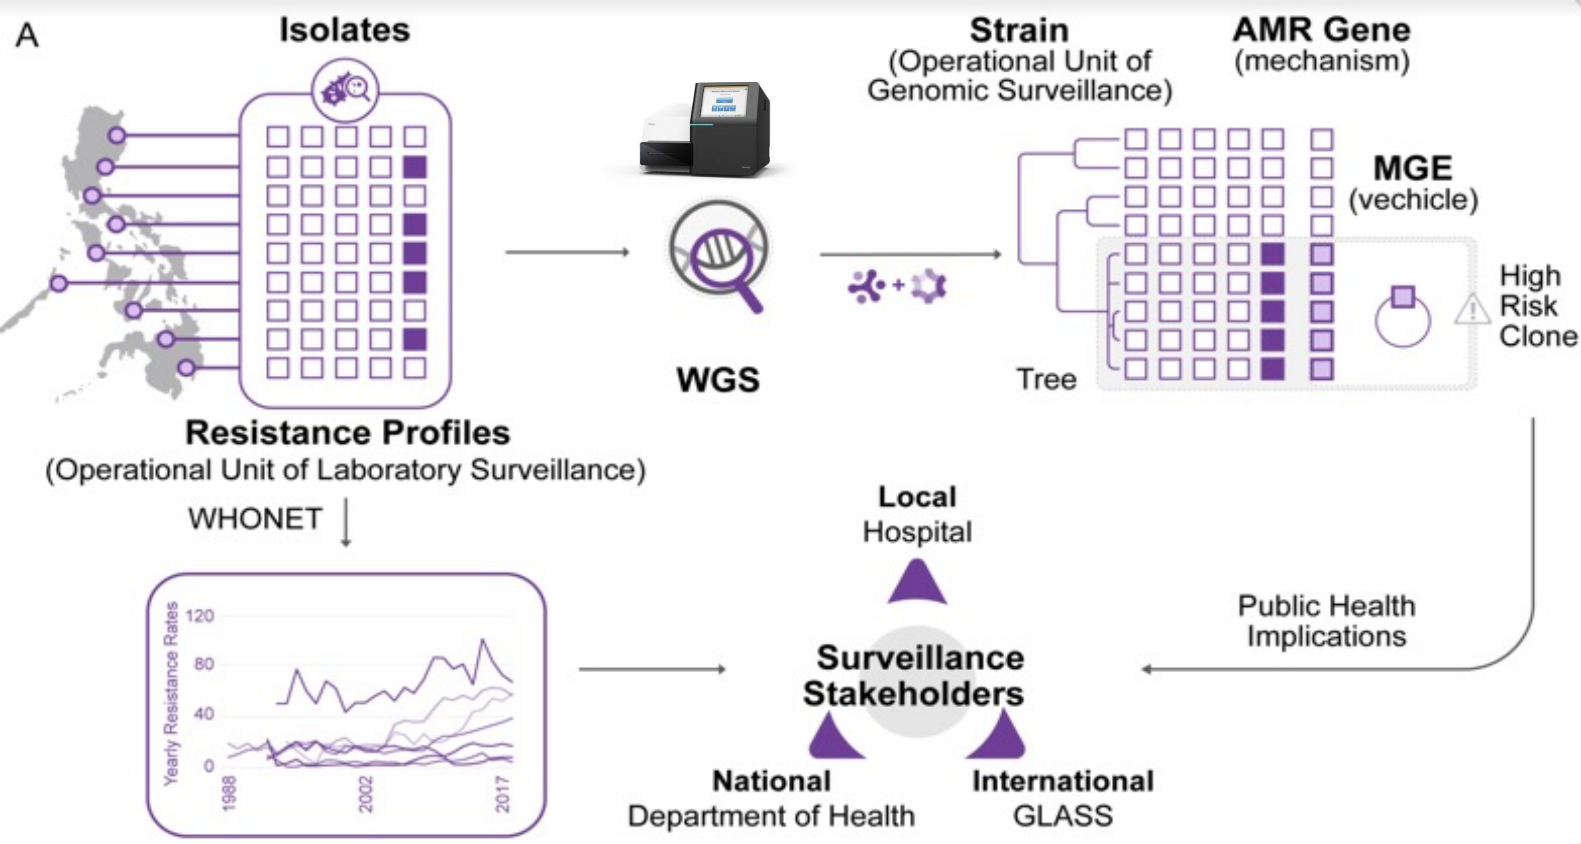 A
Isolates
Resistance Profiles
(Operational Unit of Laboratory Surveillance)
WHONET
Yearly Resistance Rates
120
80
40
0
1988
2002
2017
WGS
+
Strain
(Operational Unit of
Genomic Surveillance)
AMR Gene
(mechanism)
MGE
(vechicle)
Tree
High
Risk
Clone
Public Health
Implications
Local
Hospital
Surveillance
Stakeholders
National
Department of Health
International
GLASS